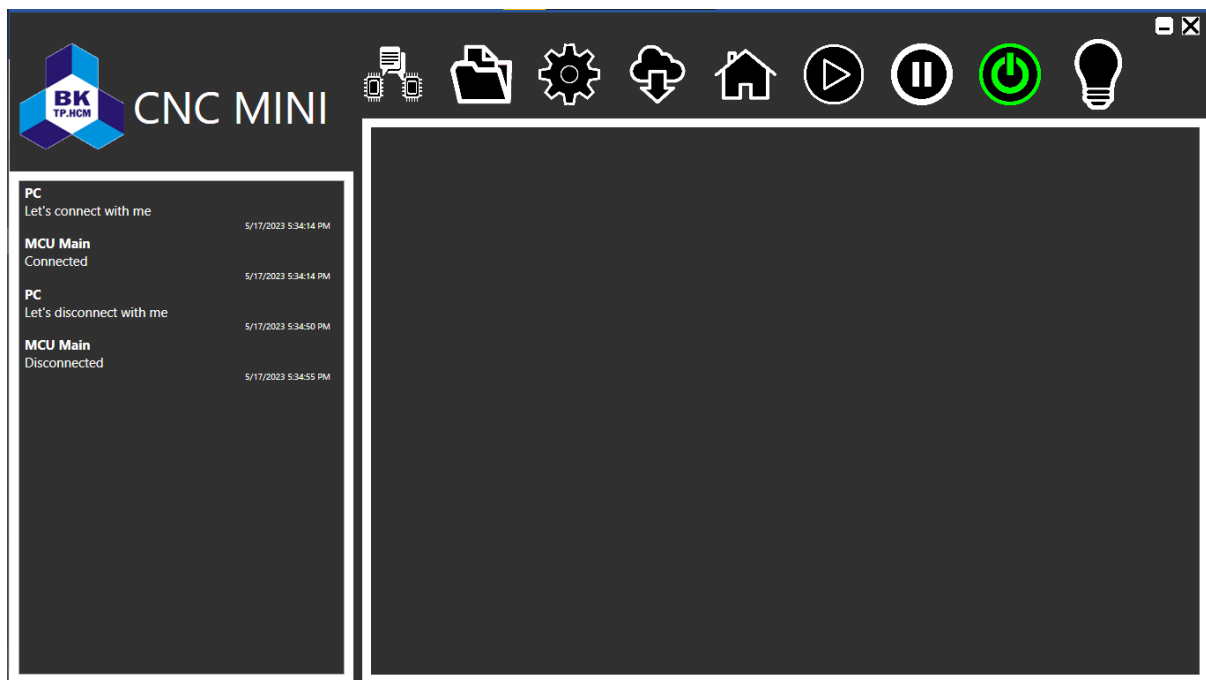 BK
TP.HCM
CNC MINI
PC
Let's connect with me
5/17/2023 5:34:14 PM
MCU Main
Connected
5/17/2023 5:34:14 PM
PC
Let's disconnect with me
5/17/2023 5:34:50 PM
MCU Main
Disconnected
5/17/2023 5:34:55 PM